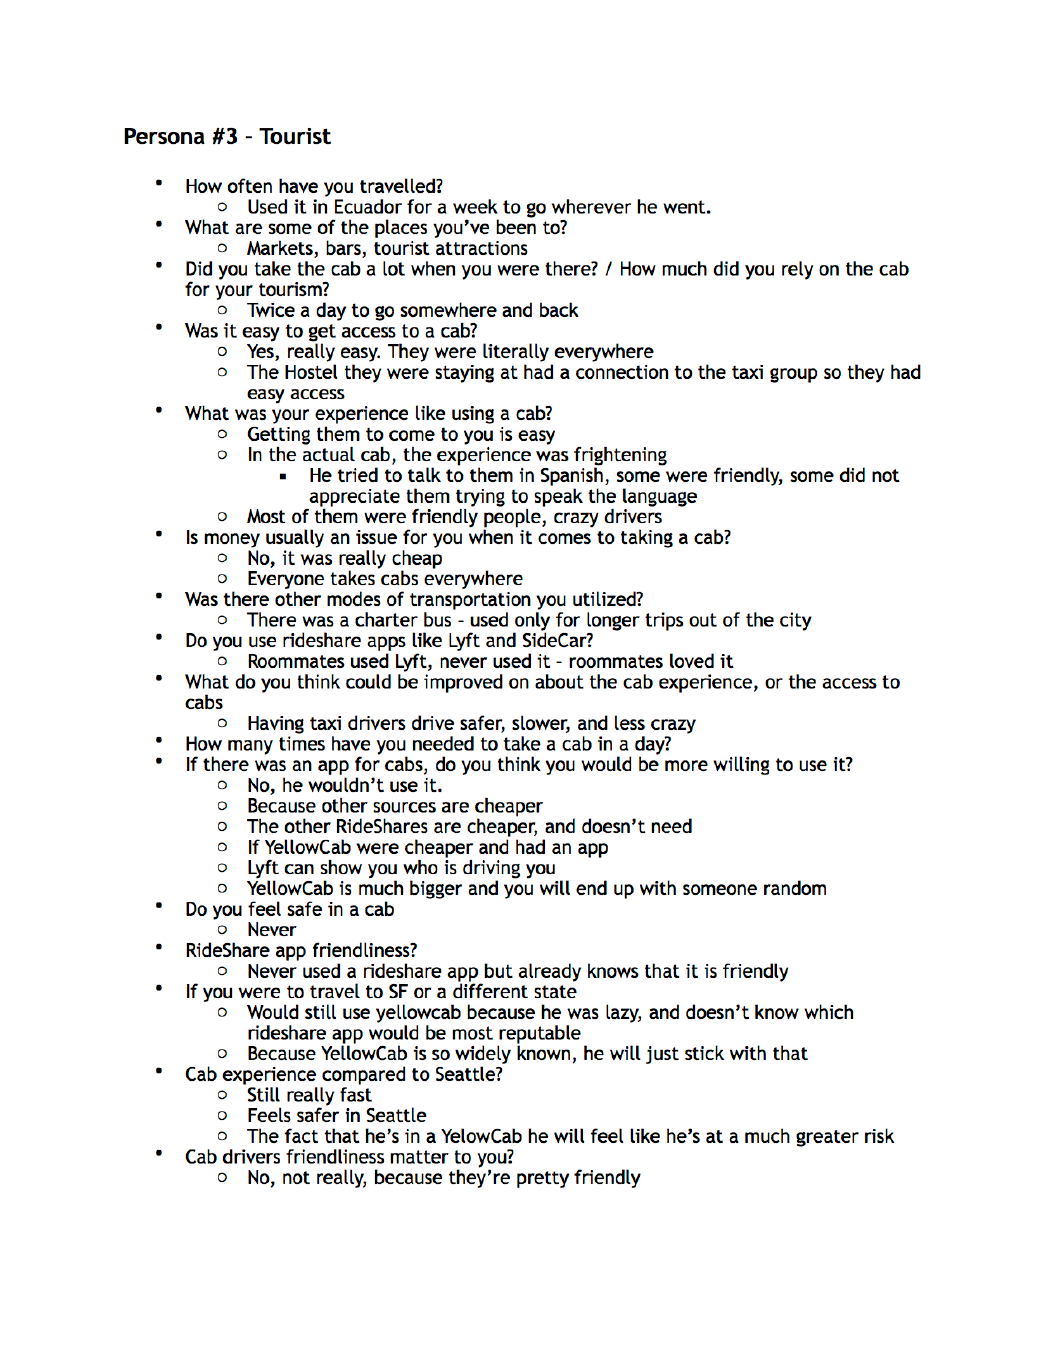 Persona #3 - Tourist
• How often have you travelled?
○ Used it in Ecuador for a week to go wherever he went.
• What are some of the places you've been to?
○ Markets, bars, tourist attractions
• Did you take the cab a lot when you were there? / How much did you rely on the cab
for your tourism?
○ Twice a day to go somewhere and back
• Was it easy to get access to a cab?
○ Yes, really easy. They were literally everywhere
○ The Hostel they were staying at had a connection to the taxi group so they had
easy access
• What was your experience like using a cab?
○ Getting them to come to you is easy
○ In the actual cab, the experience was frightening
▪ He tried to talk to them in Spanish, some were friendly, some did not
appreciate them trying to speak the language
○ Most of them were friendly people, crazy drivers
• Is money usually an issue for you when it comes to taking a cab?
○ No, it was really cheap
○ Everyone takes cabs everywhere
• Was there other modes of transportation you utilized?
○ There was a charter bus - used only for longer trips out of the city
• Do you use rideshare apps like Lyft and SideCar?
○ Roommates used Lyft, never used it - roommates loved it
• What do you think could be improved on about the cab experience, or the access to
cabs
○ Having taxi drivers drive safer, slower, and less crazy
• How many times have you needed to take a cab in a day?
• If there was an app for cabs, do you think you would be more willing to use it?
○ No, he wouldn't use it.
○ Because other sources are cheaper
○ The other RideShares are cheaper, and doesn't need
○ If YellowCab were cheaper and had an app
○ Lyft can show you who is driving you
○ YellowCab is much bigger and you will end up with someone random
• Do you feel safe in a cab
○ Never
• RideShare app friendliness?
○ Never used a rideshare app but already knows that it is friendly
• If you were to travel to SF or a different state
○ Would still use yellowcab because he was lazy, and doesn't know which
rideshare app would be most reputable
○ Because YellowCab is so widely known, he will just stick with that
• Cab experience compared to Seattle?
○ Still really fast
○ Feels safer in Seattle
○ The fact that he's in a YelowCab he will feel like he's at a much greater risk
• Cab drivers friendliness matter to you?
○ No, not really, because they're pretty friendly